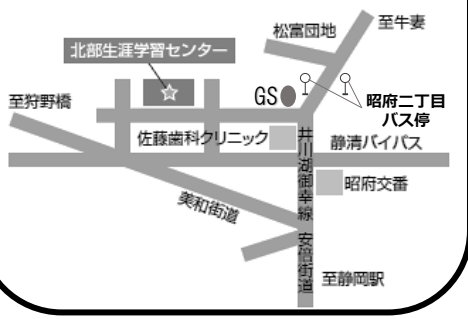 松富団地
至牛妻
北部生涯学習センター
至狩野橋
GS
昭府二丁目
バス停
佐藤歯科クリニック
静清バイパス
井川湖御幸線
昭府交番
美和街道
安倍街道
至静岡駅